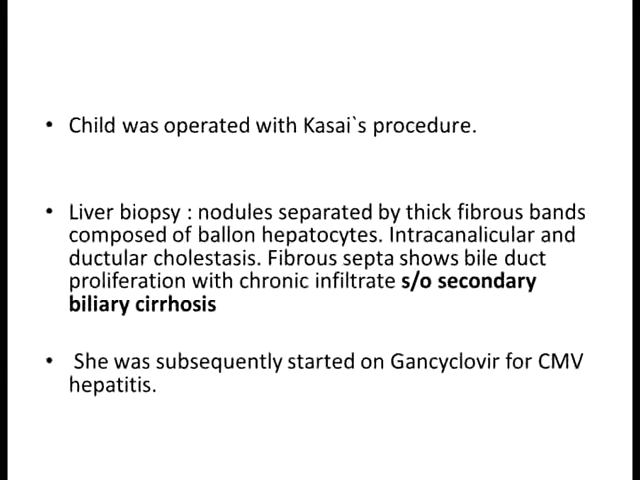 • Child was operated with Kasai`s procedure.
• Liver biopsy : nodules separated by thick fibrous bands
composed of ballon hepatocytes. Intracanalicular and
ductular cholestasis. Fibrous septa shows bile duct
proliferation with chronic infiltrate s/o secondary
biliary cirrhosis
• She was subsequently started on Gancyclovir for CMV
hepatitis.